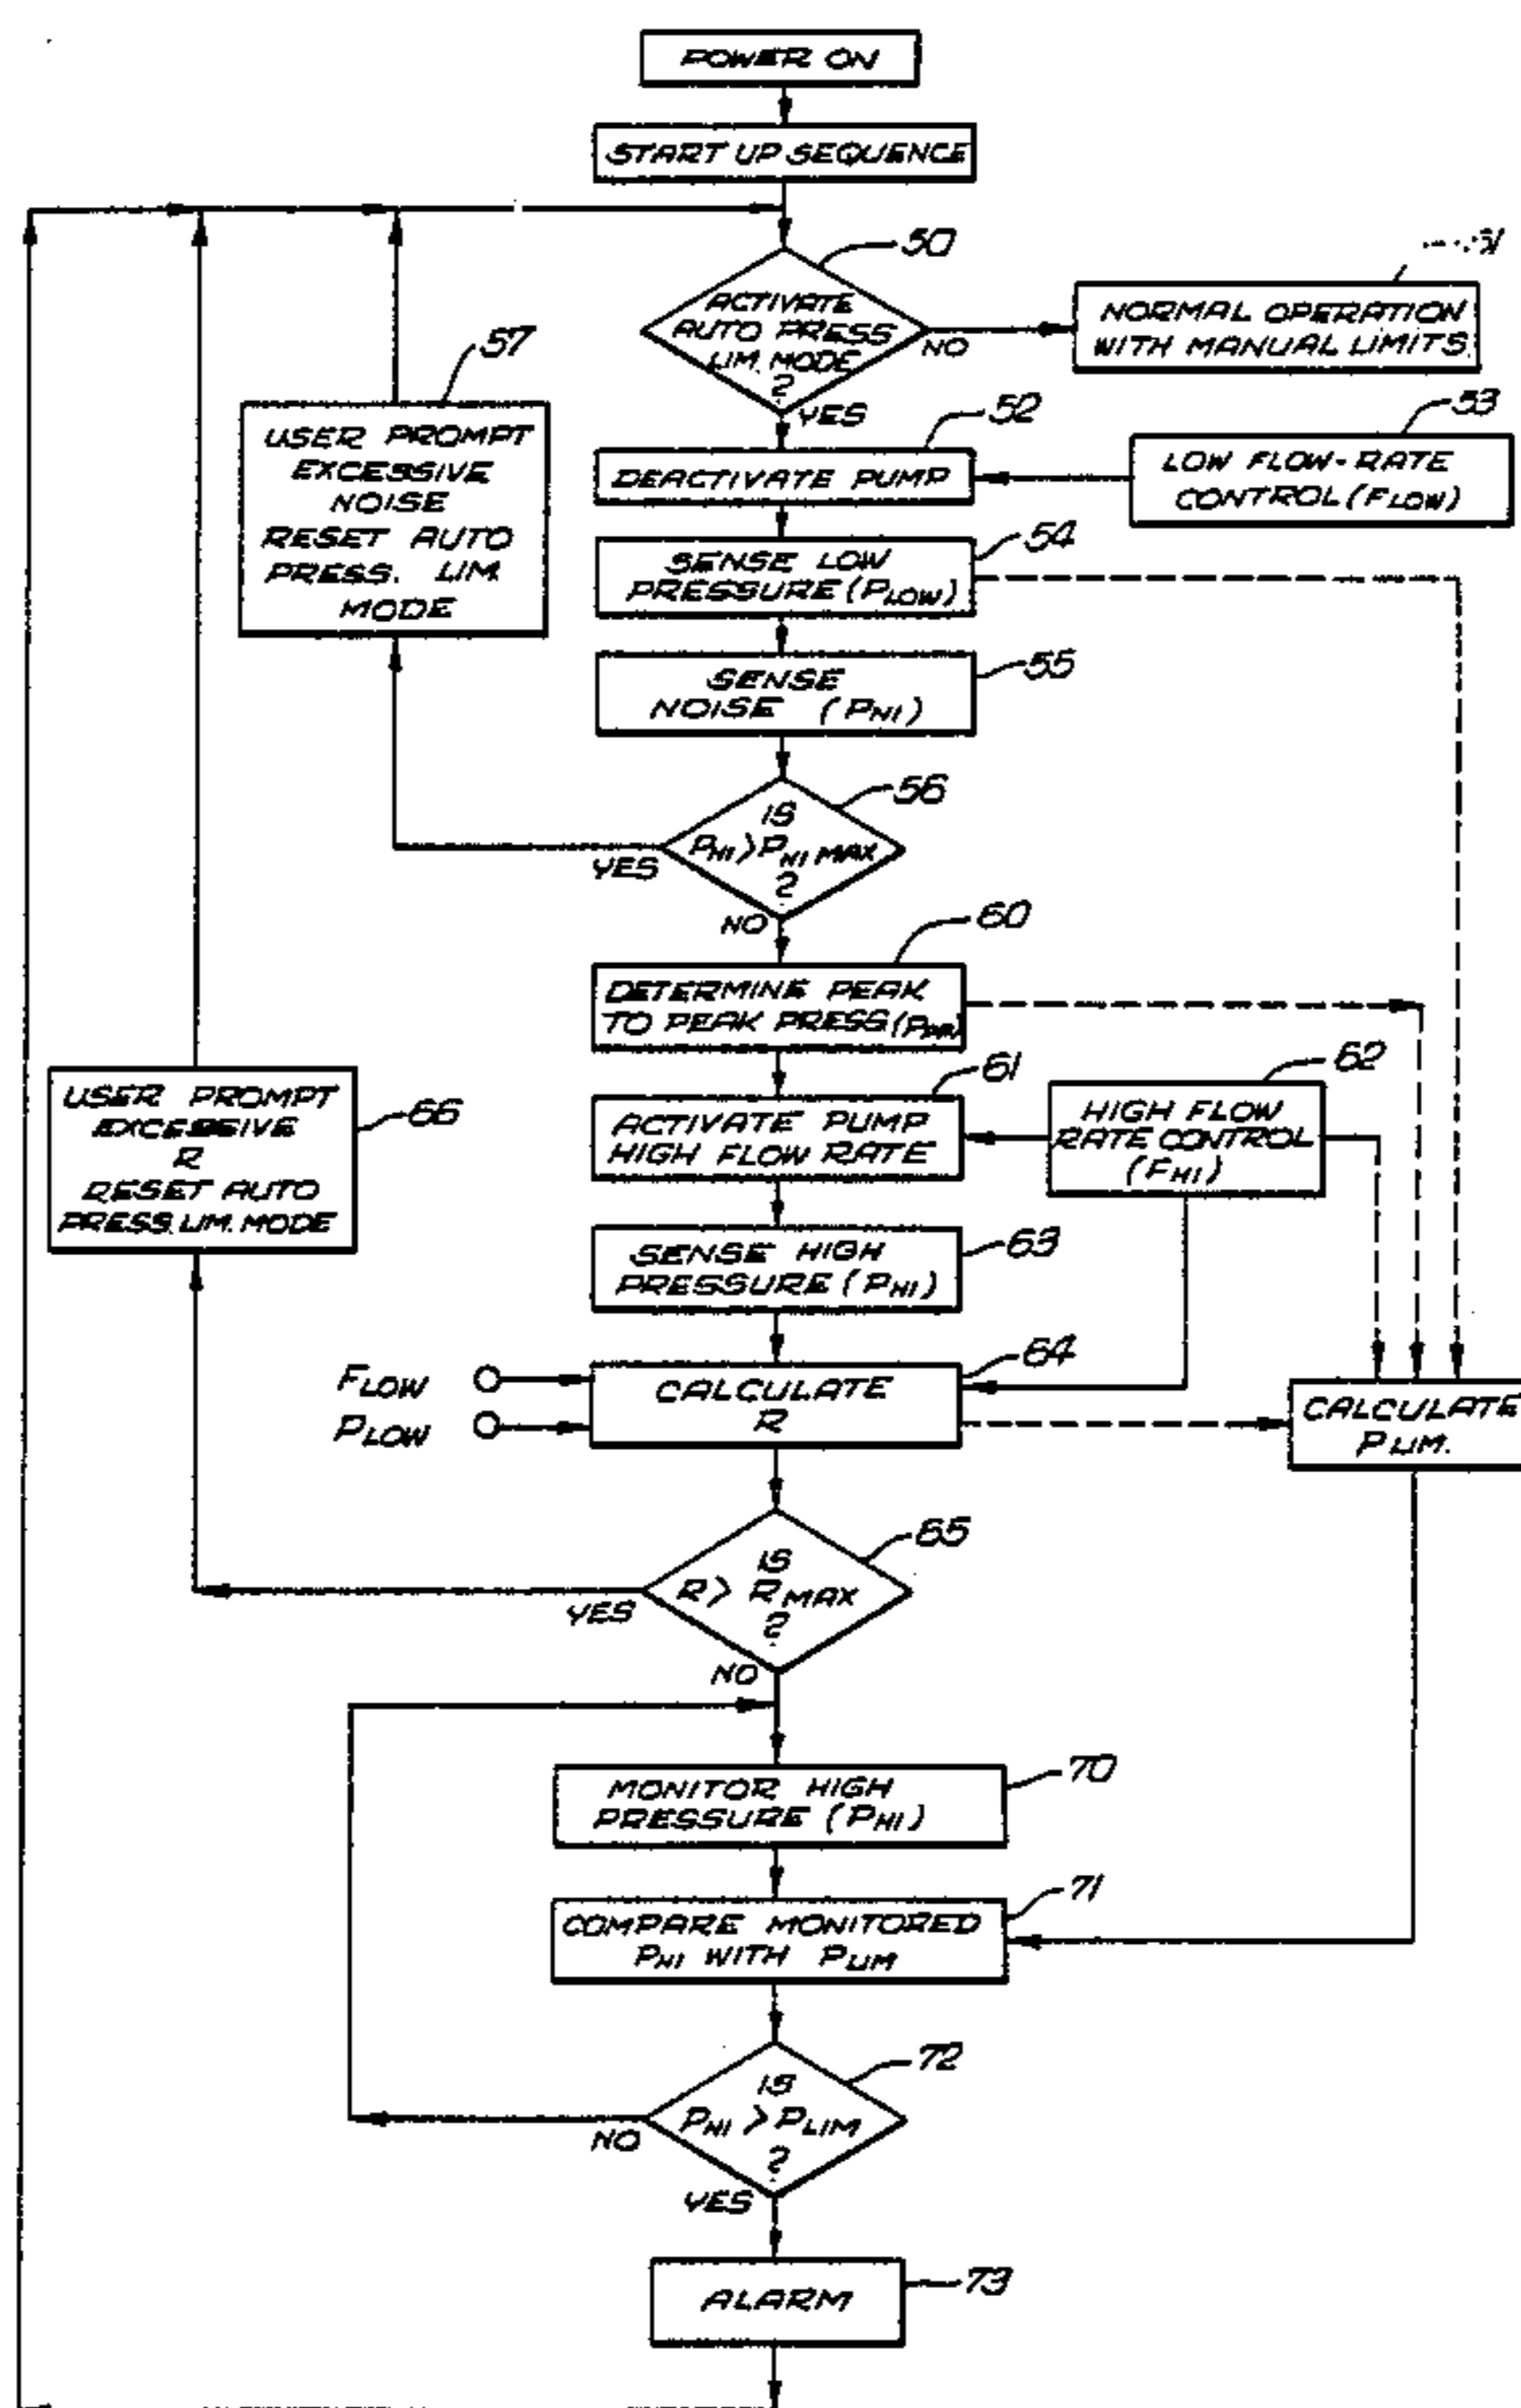 POWER ON
START UP SEQUENCE
50
ACTIVATE
AUTO PRESS
LIM. MODE
?
NO
YES
NORMAL OPERATION
WITH MANUAL LIMITS
57
USER PROMPT
EXCESSIVE
NOISE
RESET AUTO
PRESS. LIM.
MODE
52
DEACTIVATE PUMP
53
LOW FLOW-RATE
CONTROL (FLOW)
54
SENSE LOW
PRESSURE (PLOW)
55
SENSE
NOISE (PNI)
56
IS
PNI > PNI MAX
?
YES
NO
60
DETERMINE PEAK
TO PEAK PRESS
61
ACTIVATE PUMP
HIGH FLOW RATE
62
HIGH FLOW
RATE CONTROL
(FHI)
66
USER PROMPT
EXCESSIVE
R
RESET AUTO
PRESS. LIM. MODE
63
SENSE HIGH
PRESSURE (PHI)
FLOW
PLOW
64
CALCULATE
R
CALCULATE
P LIM.
65
IS
R > R MAX
?
YES
NO
70
MONITOR HIGH
PRESSURE (PHI)
71
COMPARE MONITORED
PHI WITH PLIM
72
IS
PHI > PLIM
?
NO
YES
73
ALARM